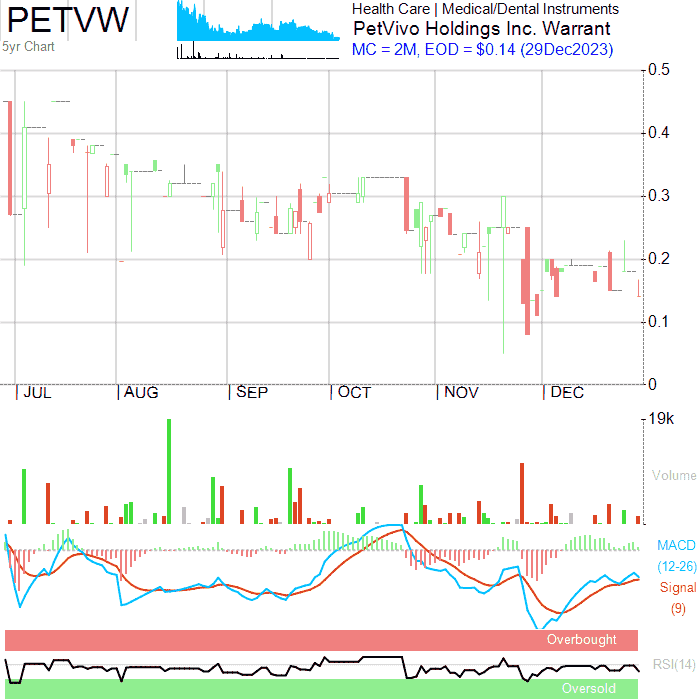 PETVW
5yr Chart
Health Care | Medical/Dental Instruments
PetVivo Holdings Inc. Warrant
MC = 2M, EOD = $0.14 (29Dec2023)
0.5
0.4
0.3
0.2
0.1
0
JUL
AUG
SEP
OCT
NOV
DEC
19k
Volume
MACD
(12-26)
Signal
(9)
Overbought
RSI(14)
Oversold